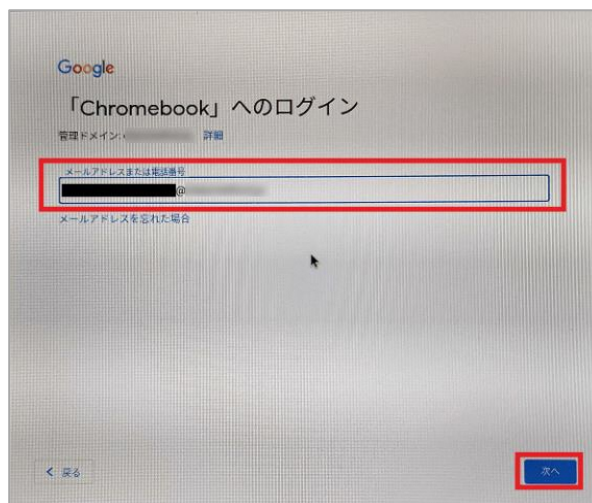 Google
「Chromebook」へのログイン
管理ドメイン: 詳細
メールアドレスまたは電話番号
@
メールアドレスを忘れた場合
戻る
次へ